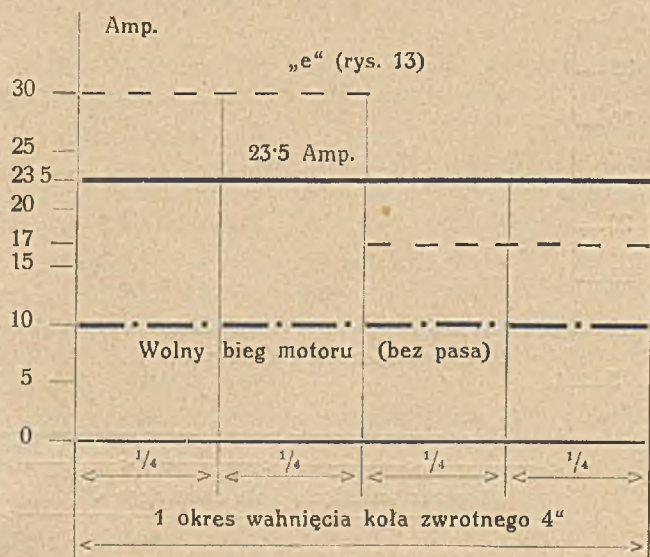 Amp.
„e“ (rys. 13)
30
25
23·5 Amp.
23 5
20
17
15
10
Wolny bieg motoru (bez pasa)
5
0
1/4 1/4 1/4 1/4
1 okres wahnięcia koła zwrotnego 4“